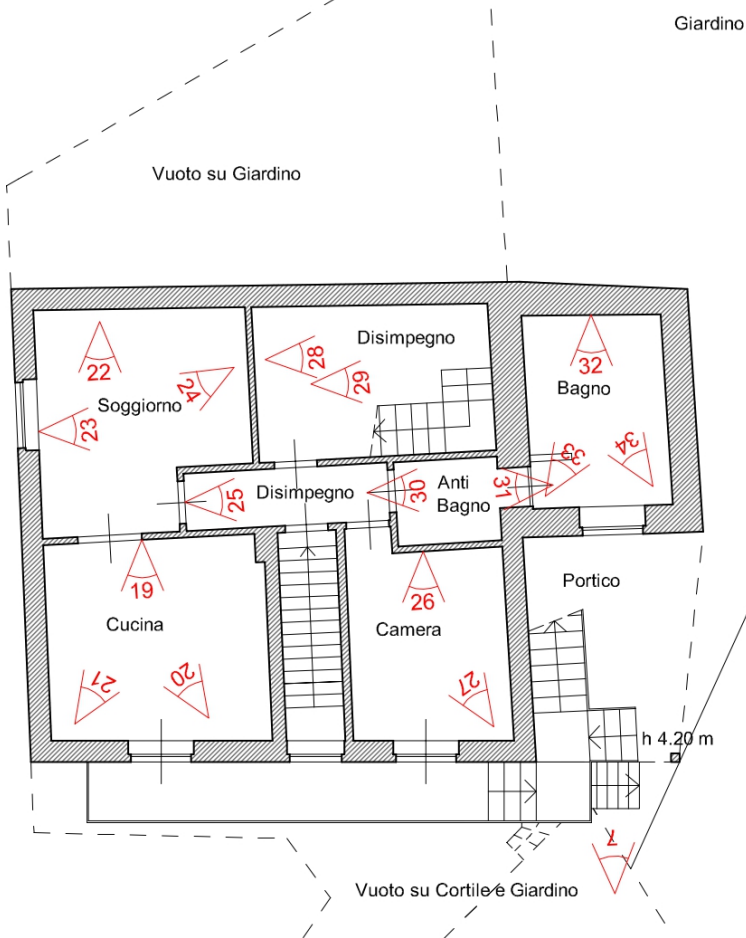 Giardino
Vuoto su Giardino
22
28
29
Disimpegno
32
Bagno
24
Soggiorno
23
25
Disimpegno
30
Anti
Bagno
31
33
34
19
Cucina
26
Camera
Portico
21
20
27
h 4.20 m
7
Vuoto su Cortile e Giardino